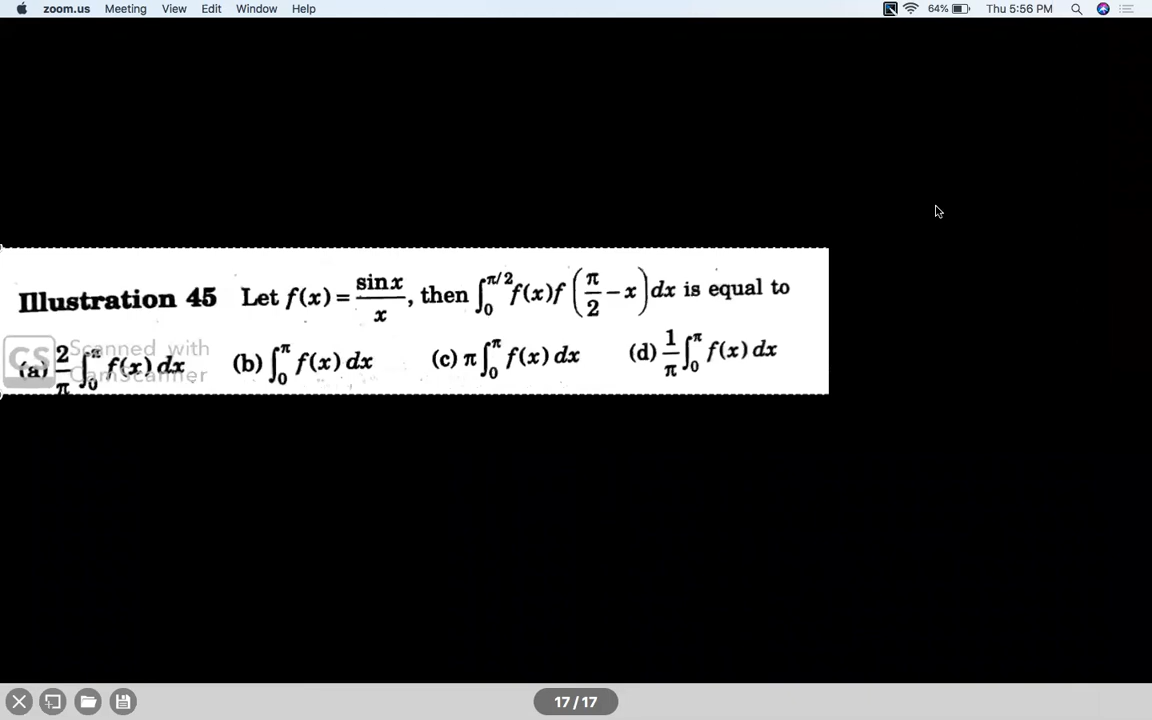 zoom.us Meeting View Edit Window Help 64% Thu 5:56 PM
Illustration 45 Let f(x) = sin x / x, then ∫₀^{π/2} f(x) f(π/2 − x) dx is equal to
(a) 2/π ∫₀^π f(x) dx (b) ∫₀^π f(x) dx (c) π ∫₀^π f(x) dx (d) 1/π ∫₀^π f(x) dx
CS Scanned with
CamScanner
17/17